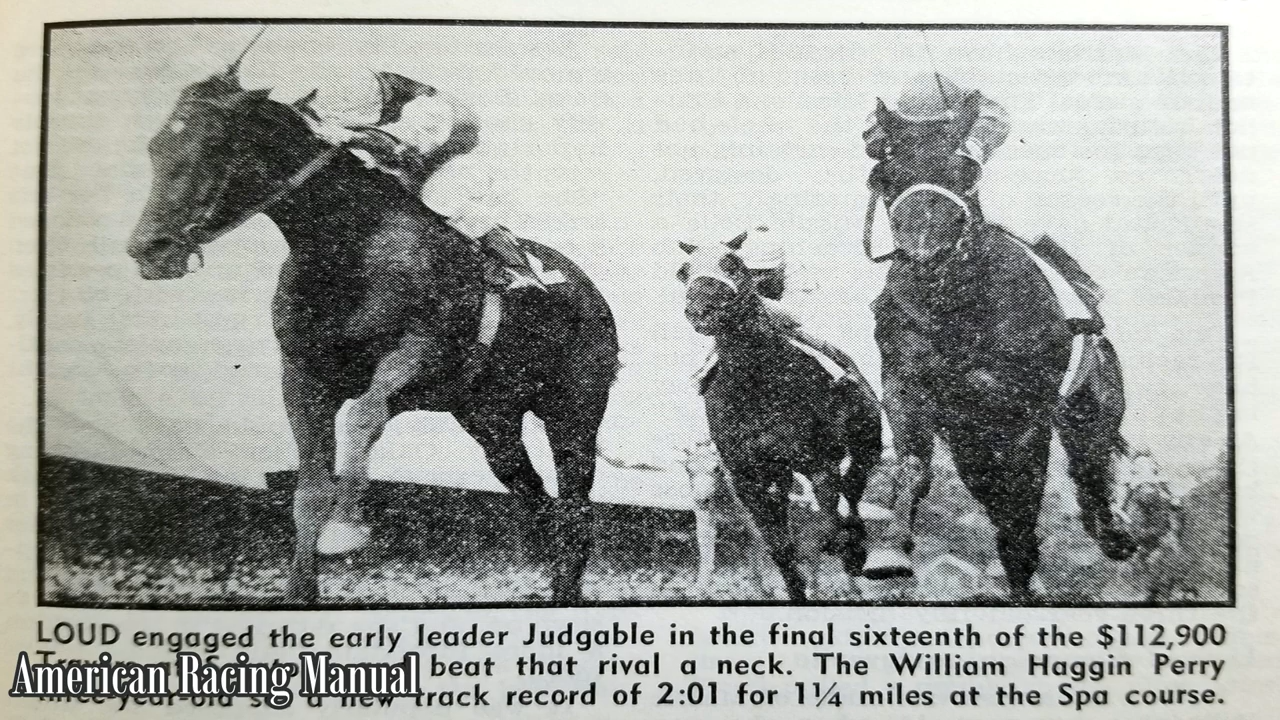 LOUD engaged the early leader Judgable in the final sixteenth of the $112,900
beat that rival a neck. The William Haggin Perry
American Racing Manual
track record of 2:01 for 1¼ miles at the Spa course.